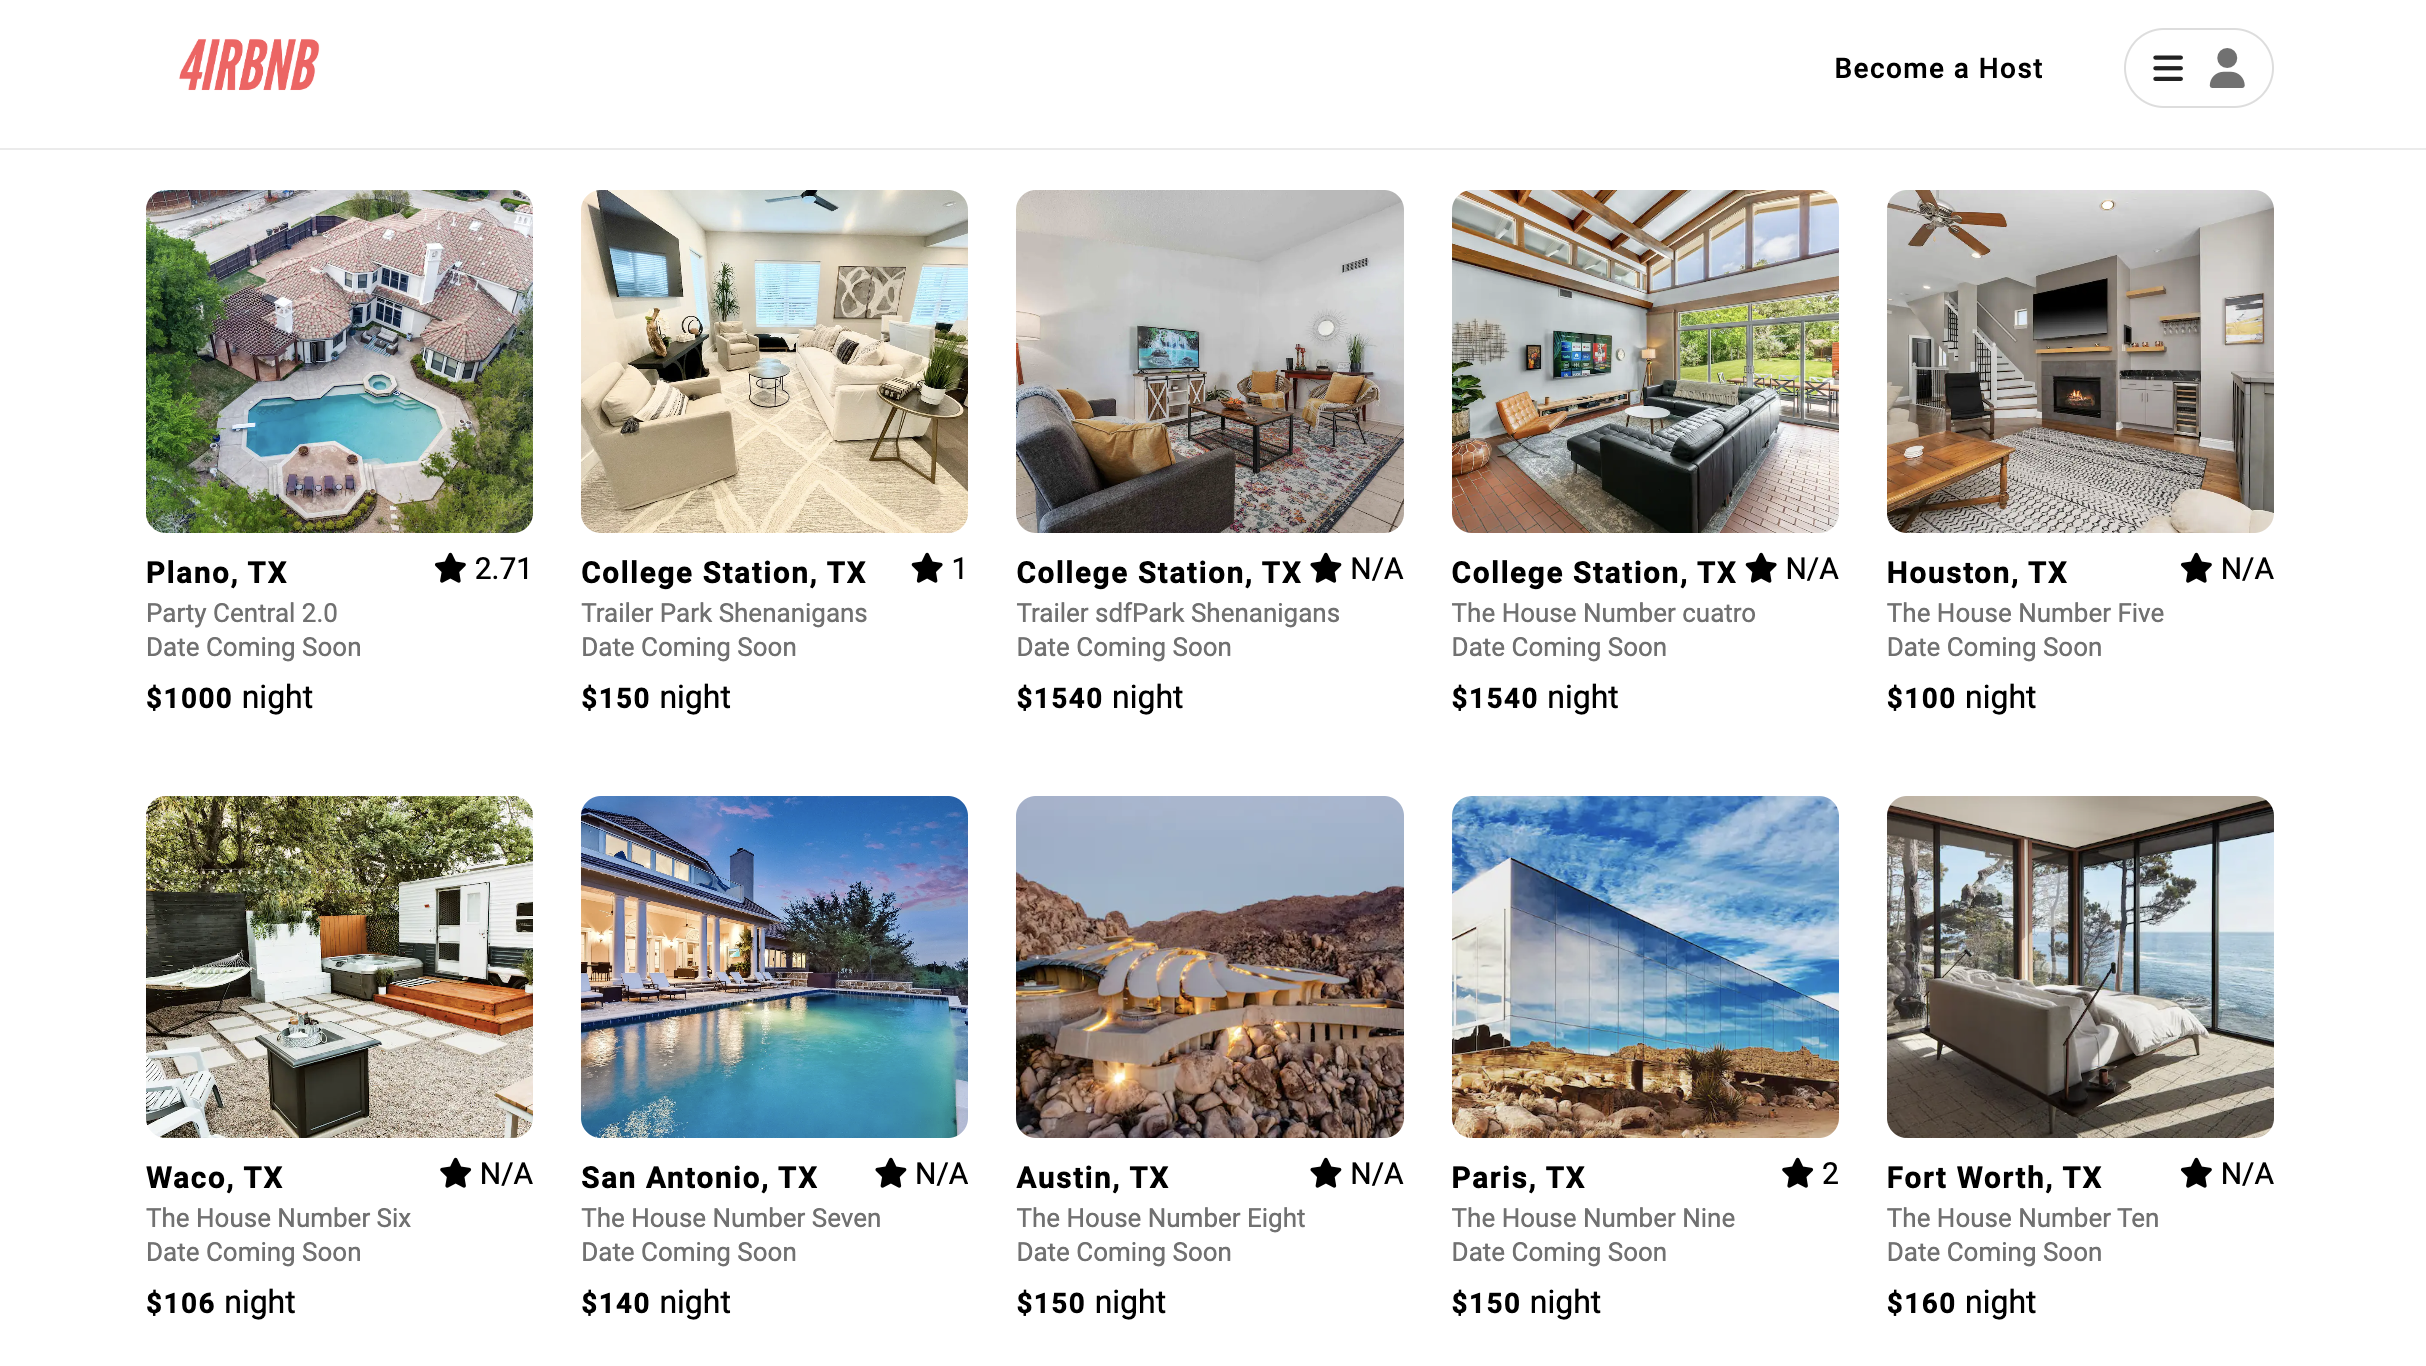 4IRBNB
Become a Host
Plano, TX 2.71
Party Central 2.0
Date Coming Soon
$1000 night
College Station, TX 1
Trailer Park Shenanigans
Date Coming Soon
$150 night
College Station, TX N/A
Trailer sdfPark Shenanigans
Date Coming Soon
$1540 night
College Station, TX N/A
The House Number cuatro
Date Coming Soon
$1540 night
Houston, TX N/A
The House Number Five
Date Coming Soon
$100 night
Waco, TX N/A
The House Number Six
Date Coming Soon
$106 night
San Antonio, TX N/A
The House Number Seven
Date Coming Soon
$140 night
Austin, TX N/A
The House Number Eight
Date Coming Soon
$150 night
Paris, TX 2
The House Number Nine
Date Coming Soon
$150 night
Fort Worth, TX N/A
The House Number Ten
Date Coming Soon
$160 night